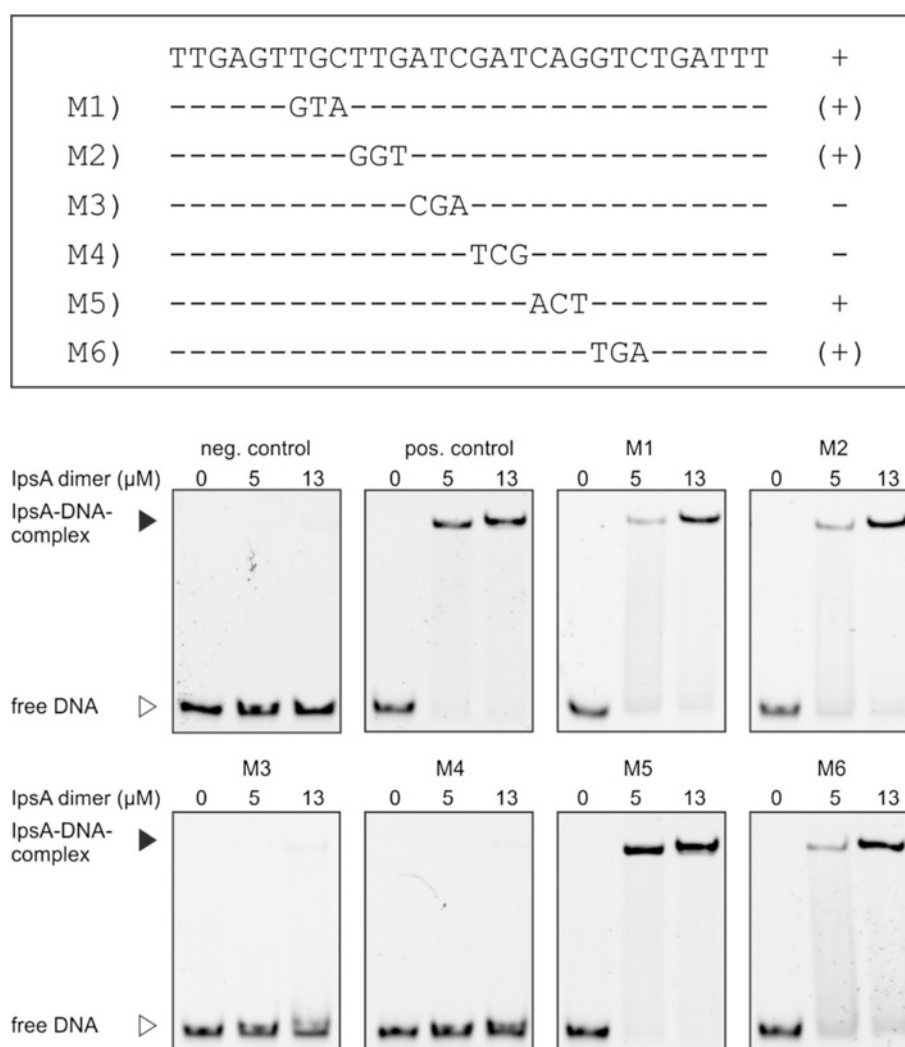 TTGAGTTGCTTGATCGATCAGGTCTGATTT +
M1) ------GTA--------------------- (+)
M2) ---------GGT------------------ (+)
M3) ------------CGA--------------- -
M4) ---------------TCG------------ -
M5) ------------------ACT--------- +
M6) ---------------------TGA------ (+)
neg. control pos. control M1 M2
IpsA dimer (µM) 0 5 13 0 5 13 0 5 13 0 5 13
IpsA-DNA-
complex
free DNA
M3 M4 M5 M6
IpsA dimer (µM) 0 5 13 0 5 13 0 5 13 0 5 13
IpsA-DNA-
complex
free DNA